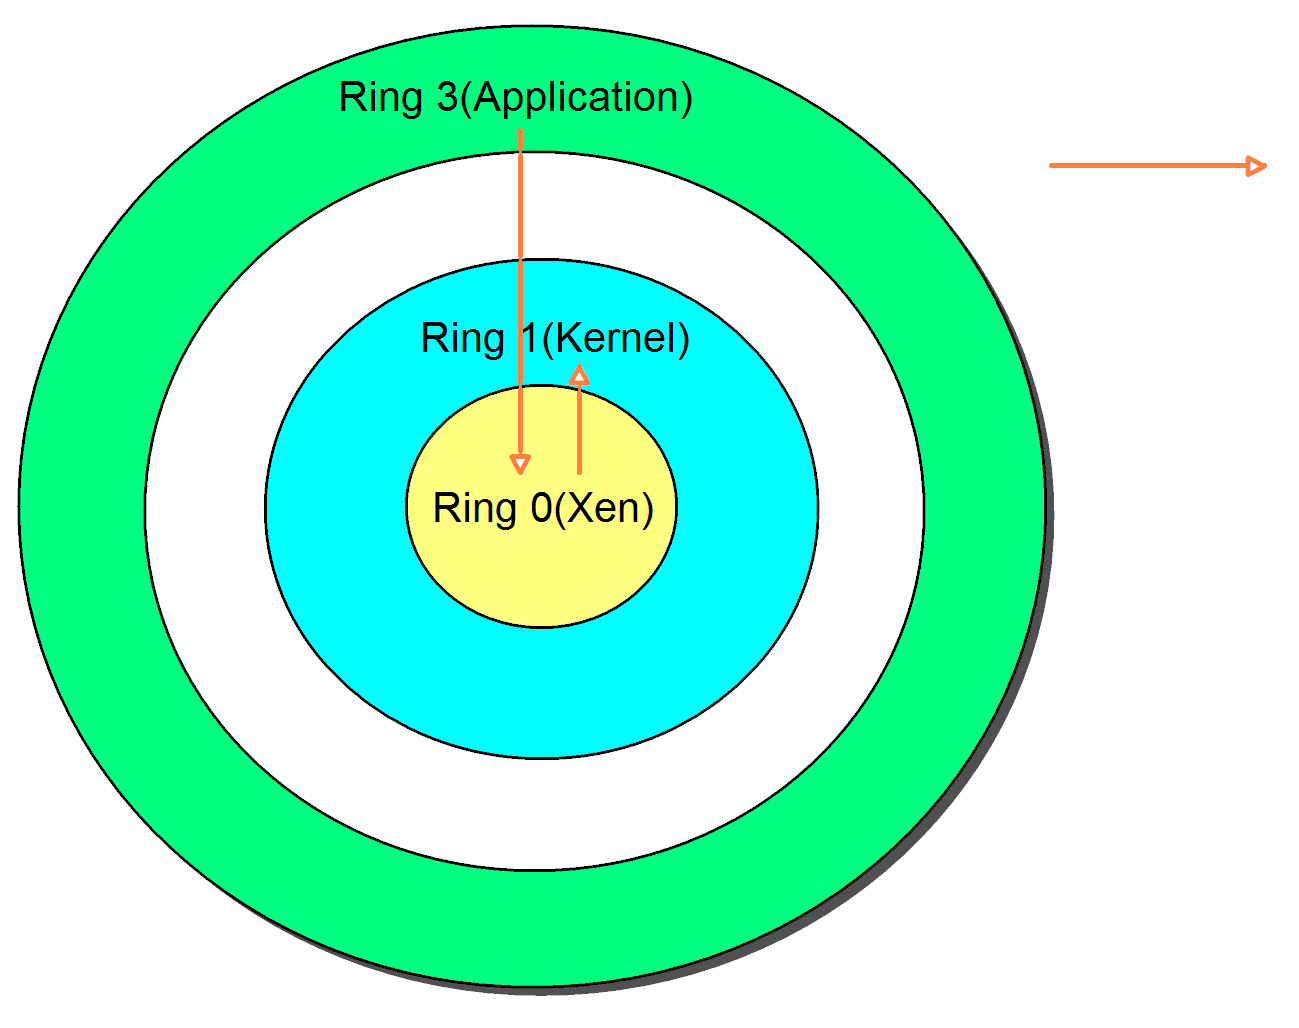 Ring 3(Application)
Ring 1(Kernel)
Ring 0(Xen)